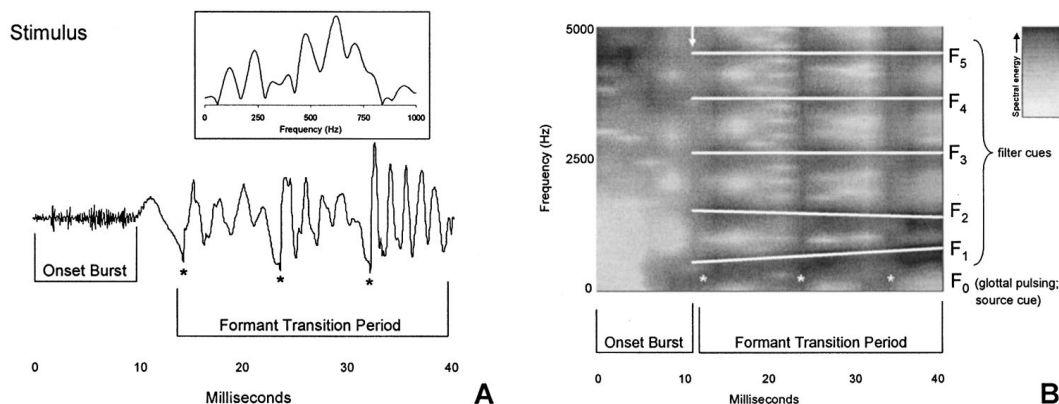 Stimulus
0 250 500 750 1000
Frequency (Hz)
* * *
Onset Burst
Formant Transition Period
0 10 20 30 40
Milliseconds
A
5000
2500
0
Frequency (Hz)
F5
F4
F3
F2
F1
F0 (glottal pulsing;
source cue)
filter cues
Spectral energy
* * *
Onset Burst
Formant Transition Period
0 10 20 30 40
Milliseconds
B